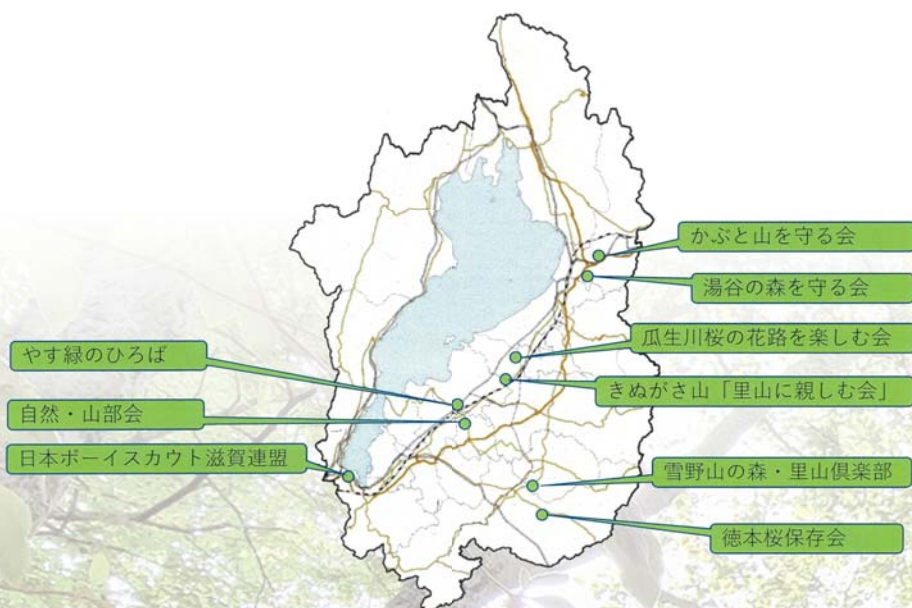 かぶと山を守る会
湯谷の森を守る会
瓜生川桜の花路を楽しむ会
きぬがさ山「里山に親しむ会」
やす緑のひろば
自然・山部会
日本ボーイスカウト滋賀連盟
雪野山の森・里山倶楽部
徳本桜保存会